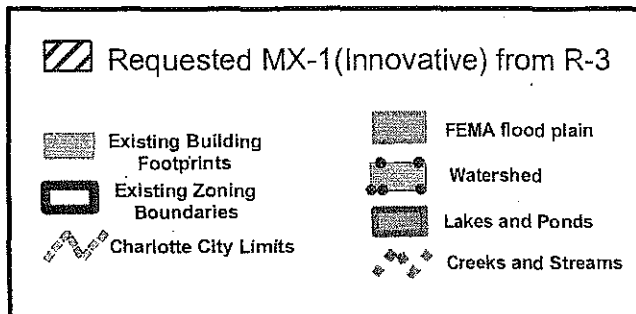 Requested MX-1(Innovative) from R-3
Existing Building
Footprints
Existing Zoning
Boundaries
Charlotte City Limits
FEMA flood plain
Watershed
Lakes and Ponds
Creeks and Streams